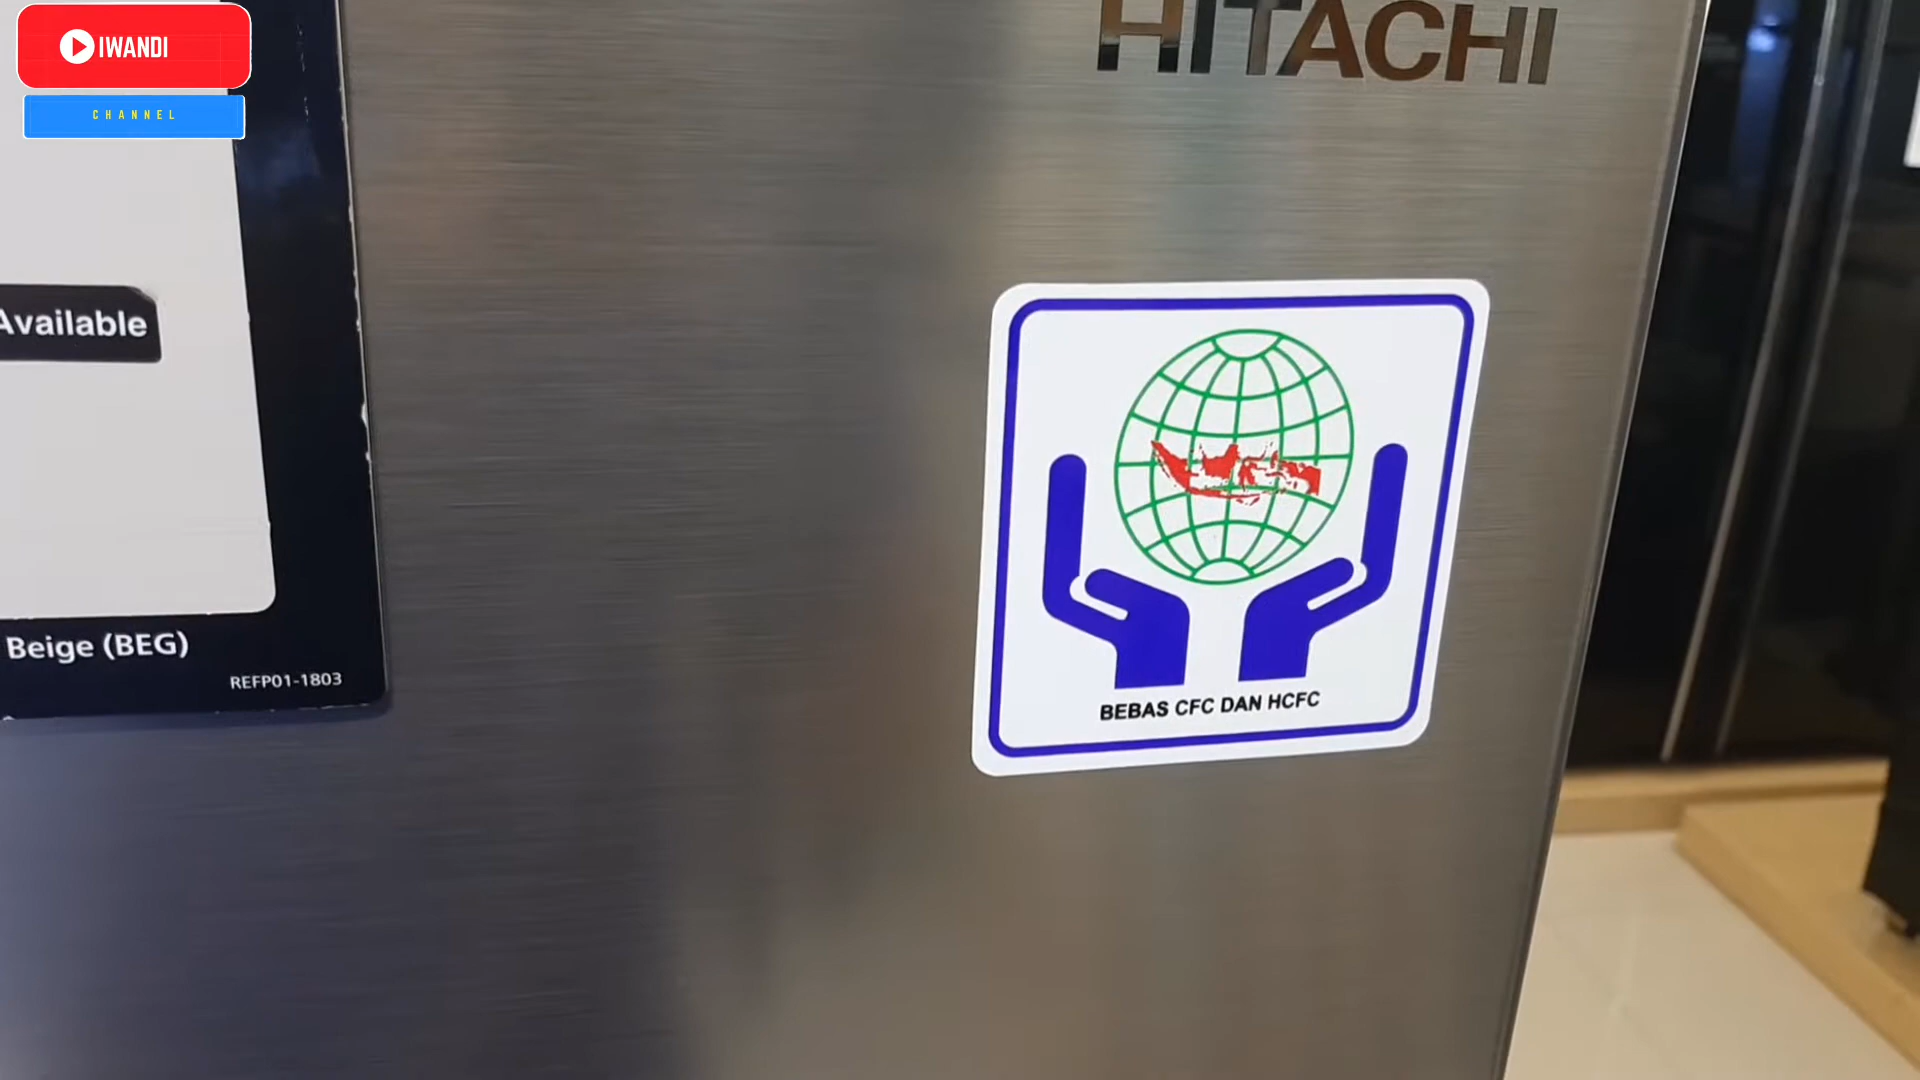 IWANDI
CHANNEL
HITACHI
Available
Beige (BEG)
REFP01-1803
BEBAS CFC DAN HCFC